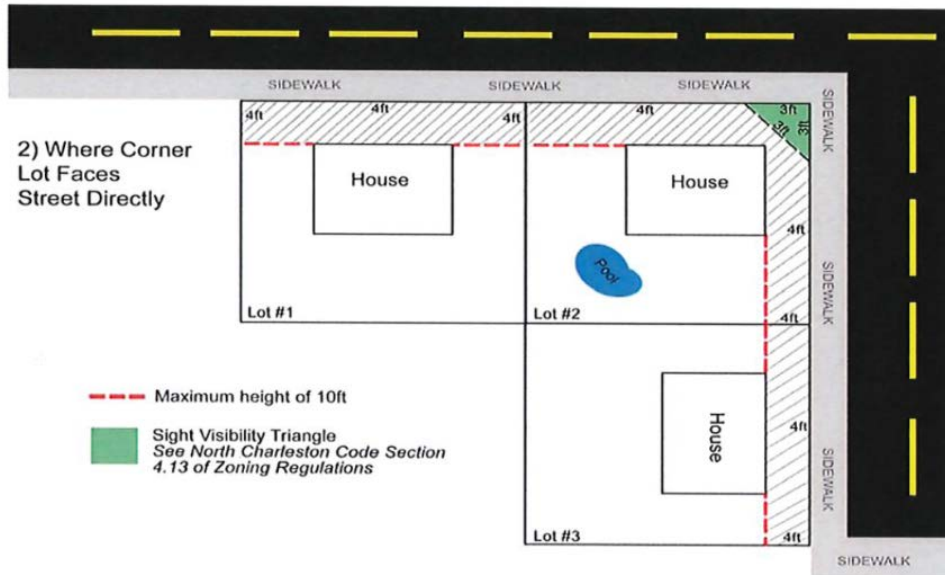 SIDEWALK
SIDEWALK
SIDEWALK
4ft
4ft
4ft
4ft
4ft
3ft
3ft
3ft
SIDEWALK
2) Where Corner
Lot Faces
Street Directly
House
House
4ft
Pool
SIDEWALK
Lot #1
Lot #2
4ft
Maximum height of 10ft
Sight Visibility Triangle
See North Charleston Code Section
4.13 of Zoning Regulations
House
4ft
SIDEWALK
Lot #3
4ft
SIDEWALK